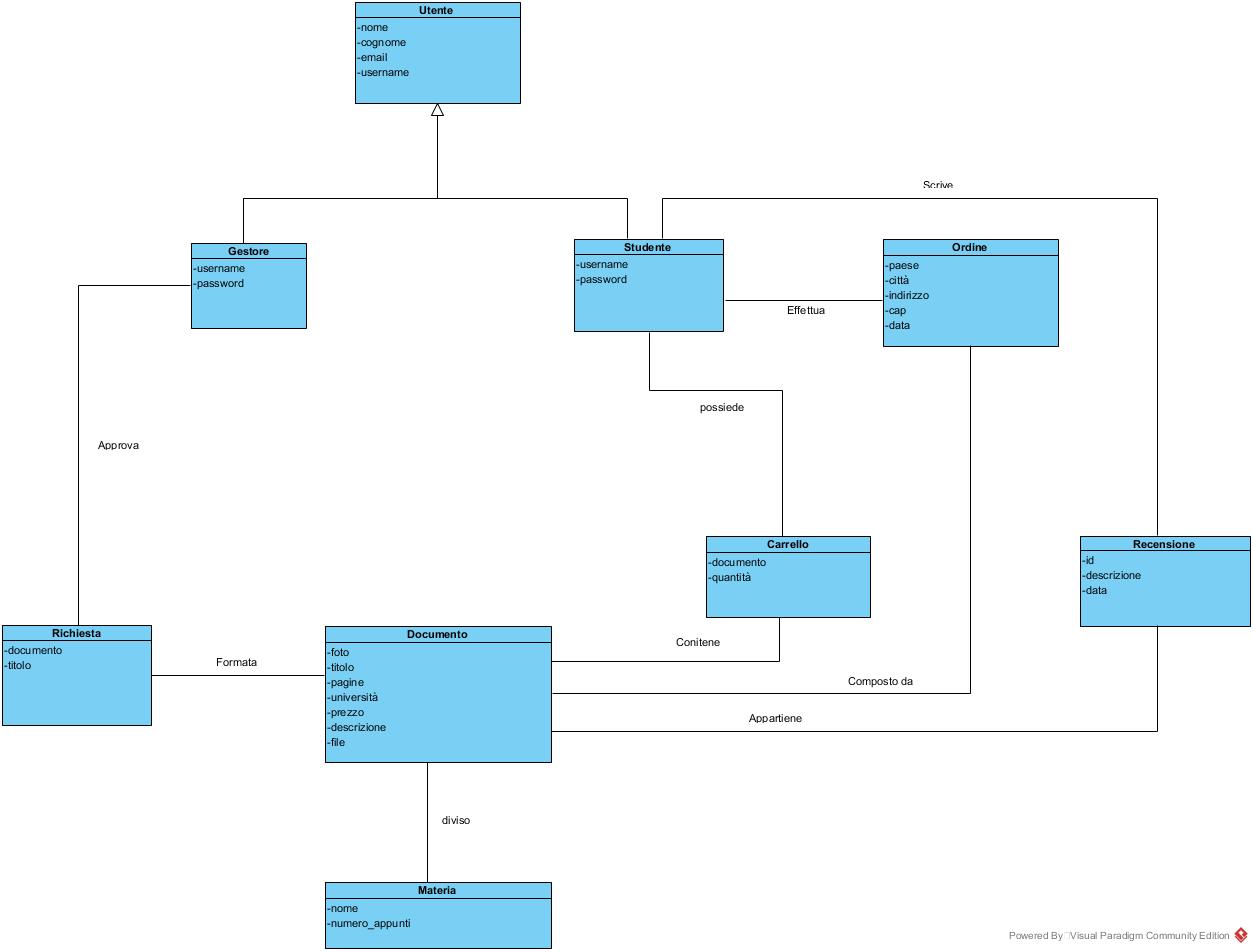 Utente
-nome
-cognome
-email
-username
Scrive
Gestore
-username
-password
Studente
-username
-password
Ordine
-paese
-città
-indirizzo
-cap
-data
Effettua
possiede
Approva
Carrello
-documento
-quantità
Recensione
-id
-descrizione
-data
Richiesta
-documento
-titolo
Formata
Documento
-foto
-titolo
-pagine
-università
-prezzo
-descrizione
-file
Conitene
Composto da
Appartiene
diviso
Materia
-nome
-numero_appunti
Powered By Visual Paradigm Community Edition